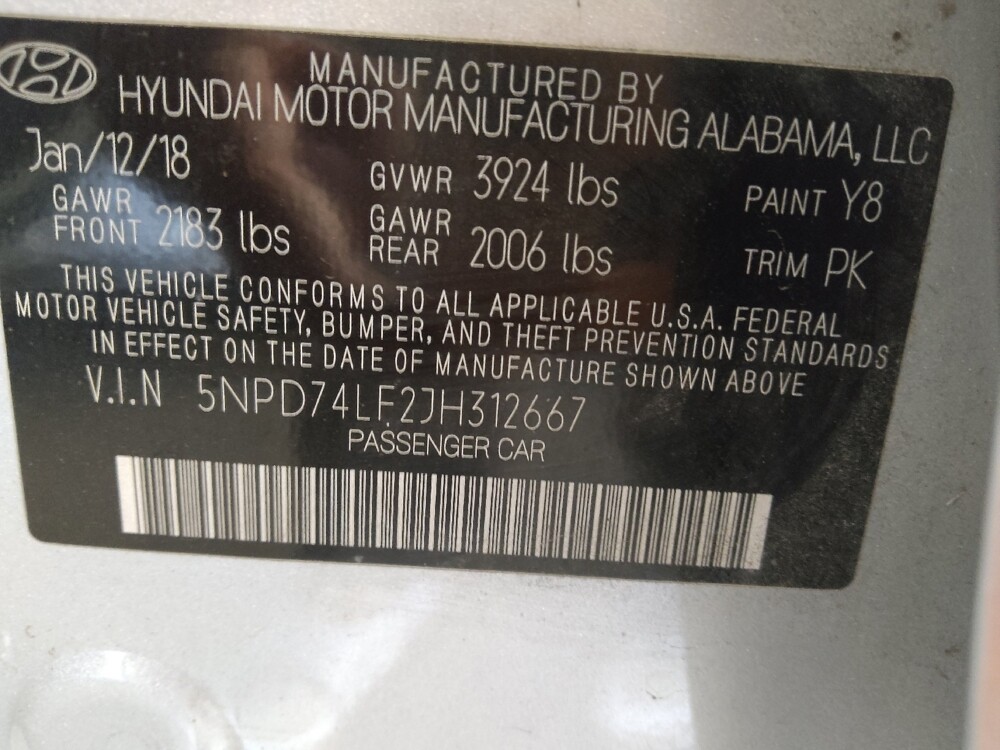 MANUFACTURED BY
HYUNDAI MOTOR MANUFACTURING ALABAMA, LLC
Jan/12/18 GVWR 3924 lbs PAINT Y8
GAWR FRONT 2183 lbs GAWR REAR 2006 lbs TRIM PK
THIS VEHICLE CONFORMS TO ALL APPLICABLE U.S.A. FEDERAL
MOTOR VEHICLE SAFETY, BUMPER, AND THEFT PREVENTION STANDARDS
IN EFFECT ON THE DATE OF MANUFACTURE SHOWN ABOVE
V.I.N 5NPD74LF2JH312667
PASSENGER CAR